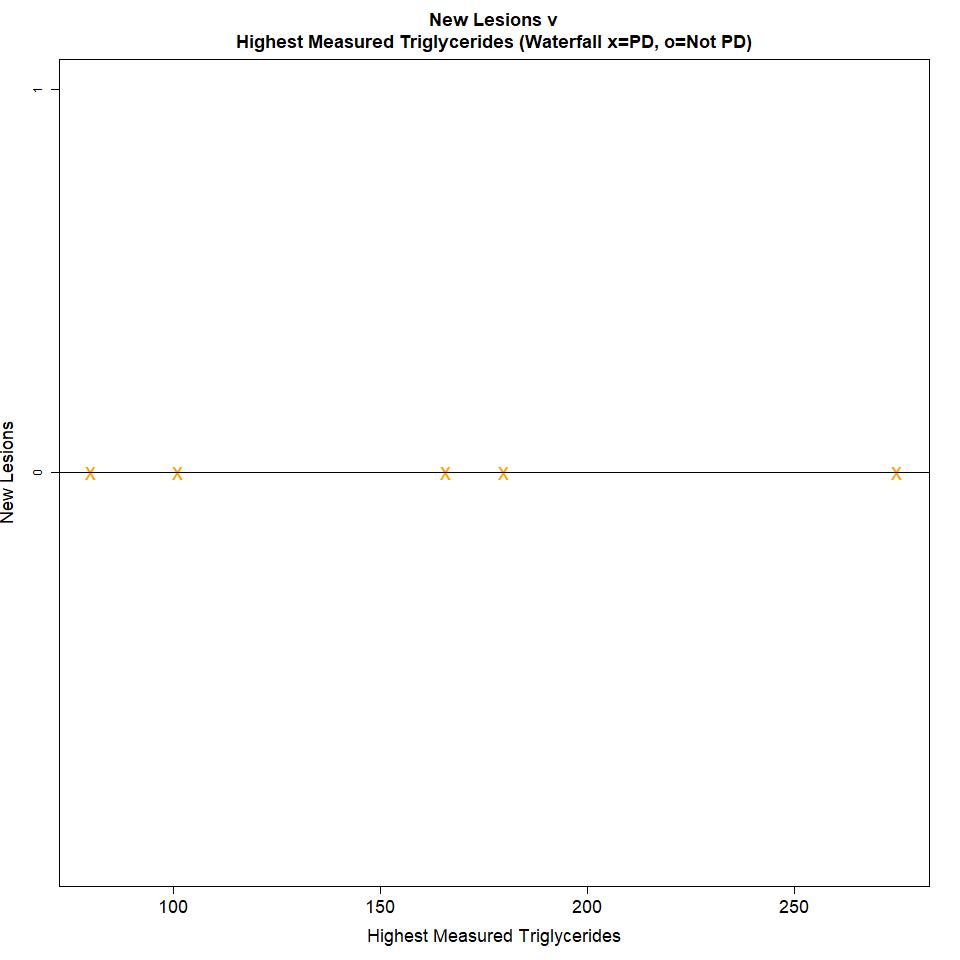 New Lesions v
Highest Measured Triglycerides (Waterfall x=PD, o=Not PD)
1
0
New Lesions
x x x x x
100 150 200 250
Highest Measured Triglycerides